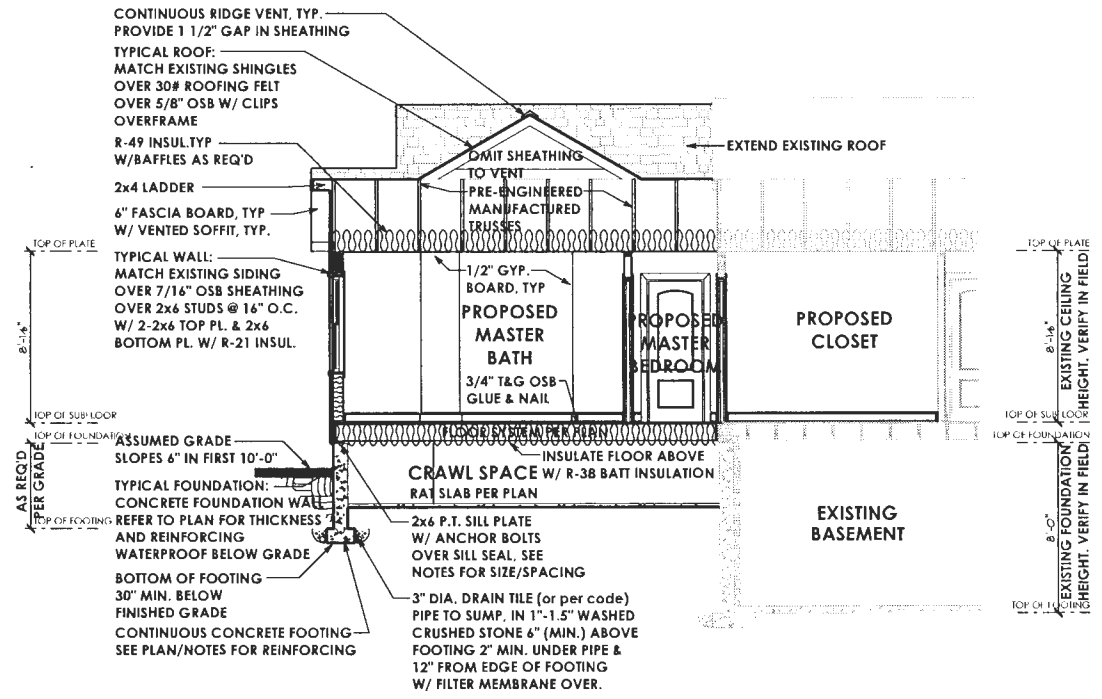 CONTINUOUS RIDGE VENT, TYP.
PROVIDE 1 1/2" GAP IN SHEATHING
TYPICAL ROOF:
MATCH EXISTING SHINGLES
OVER 30# ROOFING FELT
OVER 5/8" OSB W/ CLIPS
OVERFRAME
R-49 INSUL.TYP
W/BAFFLES AS REQ'D
2x4 LADDER
6" FASCIA BOARD, TYP
W/ VENTED SOFFIT, TYP.
TOP OF PLATE
TYPICAL WALL:
MATCH EXISTING SIDING
OVER 7/16" OSB SHEATHING
OVER 2x6 STUDS @ 16" O.C.
W/ 2-2x6 TOP PL. & 2x6
BOTTOM PL. W/ R-21 INSUL.
TOP OF SUBFLOOR
TOP OF FOUNDATION
ASSUMED GRADE
SLOPES 6" IN FIRST 10'-0"
AS REQ'D
PER GRADE
TYPICAL FOUNDATION:
CONCRETE FOUNDATION WALL
REFER TO PLAN FOR THICKNESS
AND REINFORCING
WATERPROOF BELOW GRADE
TOP OF FOOTING
BOTTOM OF FOOTING
30" MIN. BELOW
FINISHED GRADE
CONTINUOUS CONCRETE FOOTING
SEE PLAN/NOTES FOR REINFORCING
OMIT SHEATHING
TO VENT
PRE-ENGINEERED
MANUFACTURED
TRUSSES
EXTEND EXISTING ROOF
1/2" GYP.
BOARD, TYP
PROPOSED
MASTER
BATH
3/4" T&G OSB
GLUE & NAIL
PROPOSED
MASTER
BEDROOM
PROPOSED
CLOSET
FLOOR SYSTEM PER PLAN
INSULATE FLOOR ABOVE
W/ R-38 BATT INSULATION
CRAWL SPACE
RAT SLAB PER PLAN
2x6 P.T. SILL PLATE
W/ ANCHOR BOLTS
OVER SILL SEAL, SEE
NOTES FOR SIZE/SPACING
3" DIA. DRAIN TILE (or per code)
PIPE TO SUMP, IN 1"-1.5" WASHED
CRUSHED STONE 6" (MIN.) ABOVE
FOOTING 2" MIN. UNDER PIPE &
12" FROM EDGE OF FOOTING
W/ FILTER MEMBRANE OVER.
EXISTING
BASEMENT
TOP OF PLATE
EXISTING CEILING
HEIGHT. VERIFY IN FIELD
TOP OF SUBFLOOR
TOP OF FOUNDATION
8'-0"
EXISTING FOUNDATION
HEIGHT. VERIFY IN FIELD
TOP OF FOOTING